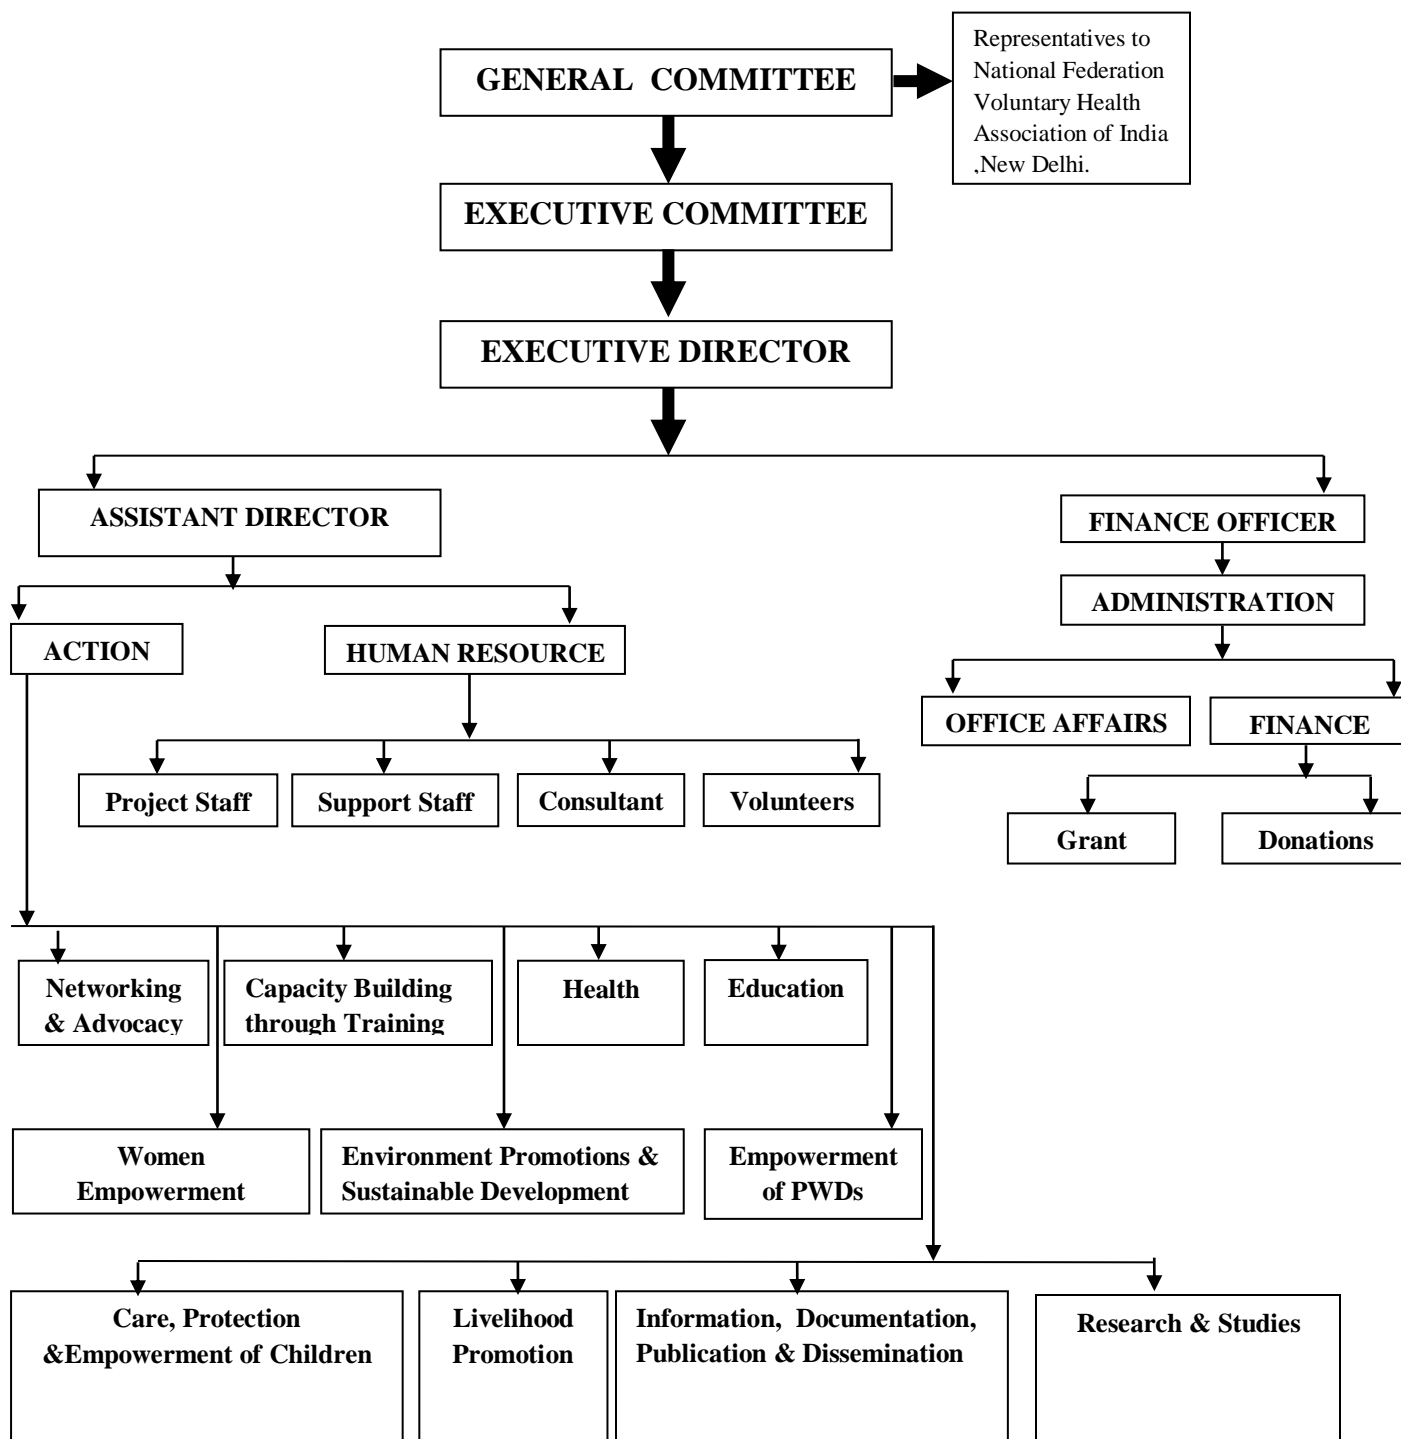 GENERAL COMMITTEE
Representatives to
National Federation
Voluntary Health
Association of India
,New Delhi.
EXECUTIVE COMMITTEE
EXECUTIVE DIRECTOR
ASSISTANT DIRECTOR
FINANCE OFFICER
ADMINISTRATION
ACTION
HUMAN RESOURCE
OFFICE AFFAIRS
FINANCE
Project Staff
Support Staff
Consultant
Volunteers
Grant
Donations
Networking
& Advocacy
Capacity Building
through Training
Health
Education
Women
Empowerment
Environment Promotions &
Sustainable Development
Empowerment
of PWDs
Care, Protection
&Empowerment of Children
Livelihood
Promotion
Information, Documentation,
Publication & Dissemination
Research & Studies